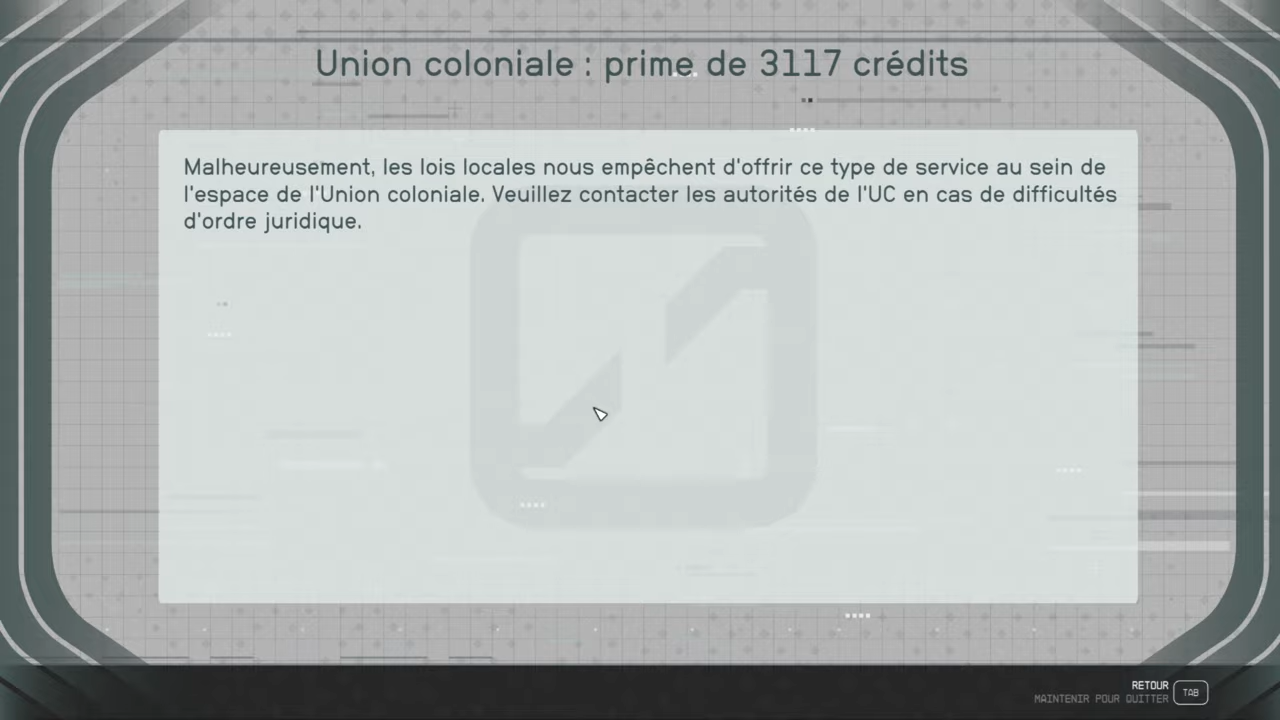 Union coloniale : prime de 3117 crédits
Malheureusement, les lois locales nous empêchent d'offrir ce type de service au sein de
l'espace de l'Union coloniale. Veuillez contacter les autorités de l'UC en cas de difficultés
d'ordre juridique.
RETOUR
MAINTENIR POUR QUITTER
TAB